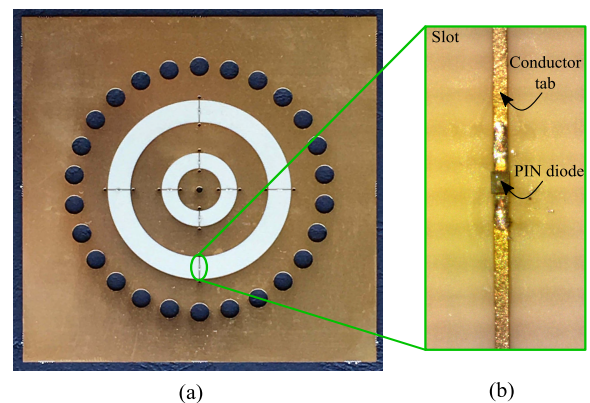 Slot
Conductor
tab
PIN diode
(a)
(b)